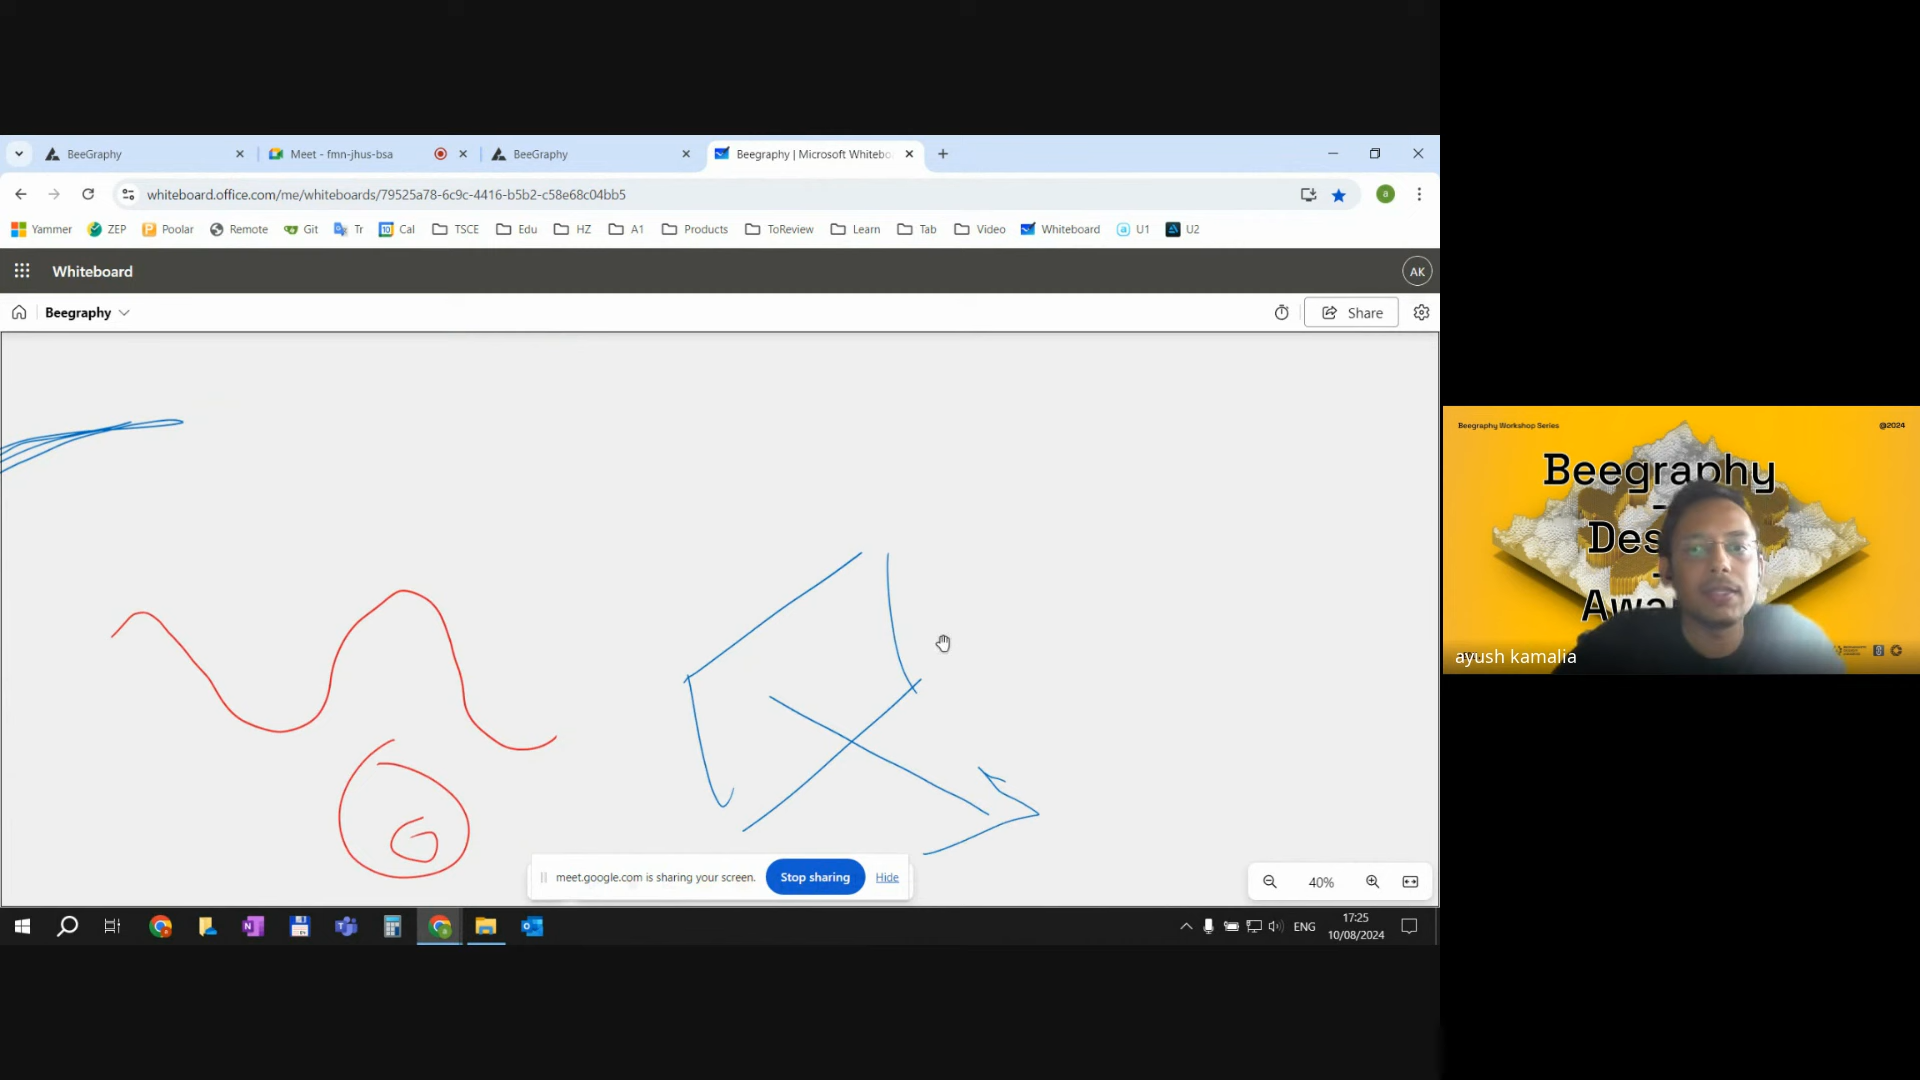 BeeGraphy
Meet - fmn-jhus-bsa
BeeGraphy
Beegraphy | Microsoft Whitebo
whiteboard.office.com/me/whiteboards/79525a78-6c9c-4416-b5b2-c58e68c04bb5
a
Yammer
ZEP
Poolar
Remote
Git
Tr
Cal
TSCE
Edu
HZ
A1
Products
ToReview
Learn
Tab
Video
Whiteboard
U1
U2
Whiteboard
AK
Beegraphy
Share
meet.google.com is sharing your screen.
Stop sharing
Hide
40%
ENG
17:25
10/08/2024
Beegraphy Workshop Series
@2024
Beegraphy
-
Des
-
Awa
ayush kamalia